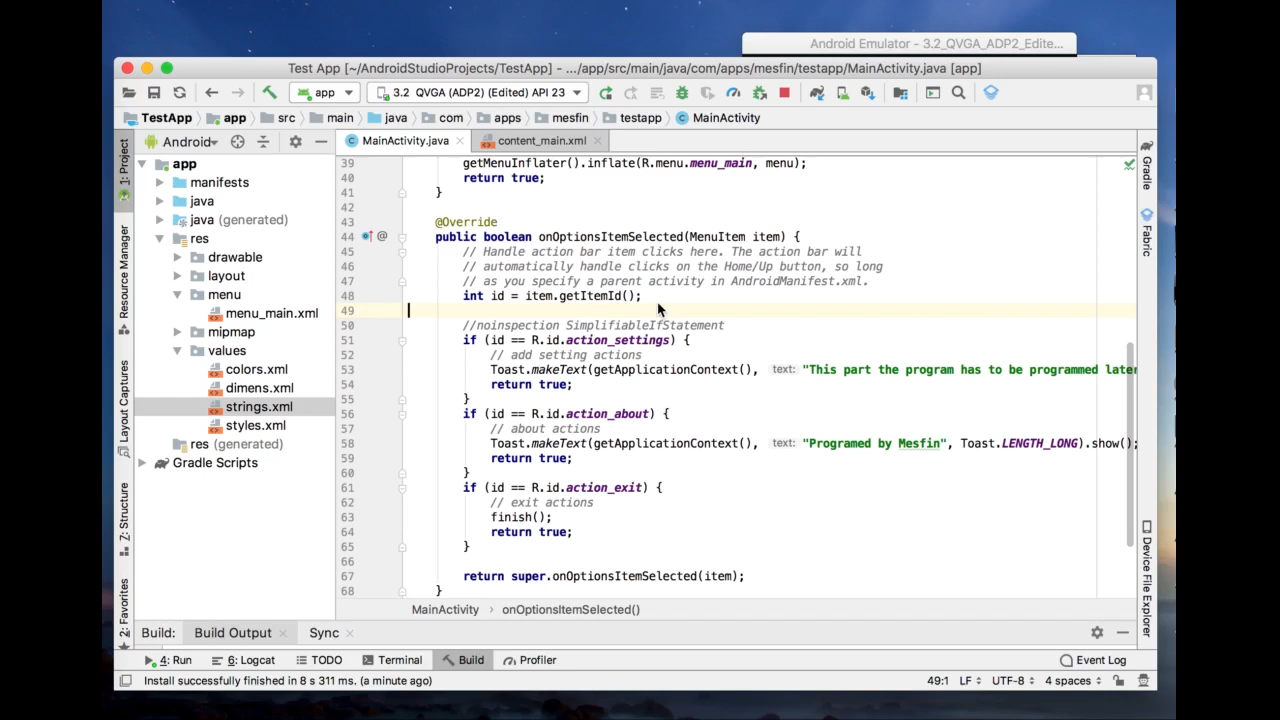 Android Emulator - 3.2_QVGA_ADP2_Edite...
Test App [~/AndroidStudioProjects/TestApp] - .../app/src/main/java/com/apps/mesfin/testapp/MainActivity.java [app]
app 3.2 QVGA (ADP2) (Edited) API 23
TestApp app src main java com apps mesfin testapp MainActivity
Android MainActivity.java content_main.xml
1: Project
Resource Manager
Layout Captures
Z: Structure
2: Favorites
app
manifests
java
java (generated)
res
drawable
layout
menu
menu_main.xml
mipmap
values
colors.xml
dimens.xml
strings.xml
styles.xml
res (generated)
Gradle Scripts
39 getMenuInflater().inflate(R.menu.menu_main, menu);
40 return true;
41 }
42
43 @Override
44 @ public boolean onOptionsItemSelected(MenuItem item) {
45 // Handle action bar item clicks here. The action bar will
46 // automatically handle clicks on the Home/Up button, so long
47 // as you specify a parent activity in AndroidManifest.xml.
48 int id = item.getItemId();
49
50 //noinspection SimplifiableIfStatement
51 if (id == R.id.action_settings) {
52 // add setting actions
53 Toast.makeText(getApplicationContext(), text: "This part the program has to be programmed later
54 return true;
55 }
56 if (id == R.id.action_about) {
57 // about actions
58 Toast.makeText(getApplicationContext(), text: "Programed by Mesfin", Toast.LENGTH_LONG).show();
59 return true;
60 }
61 if (id == R.id.action_exit) {
62 // exit actions
63 finish();
64 return true;
65 }
66
67 return super.onOptionsItemSelected(item);
68 }
Gradle
Fabric
Device File Explorer
MainActivity › onOptionsItemSelected()
Build: Build Output Sync
4: Run 6: Logcat TODO Terminal Build Profiler Event Log
Install successfully finished in 8 s 311 ms. (a minute ago) 49:1 LF UTF-8 4 spaces